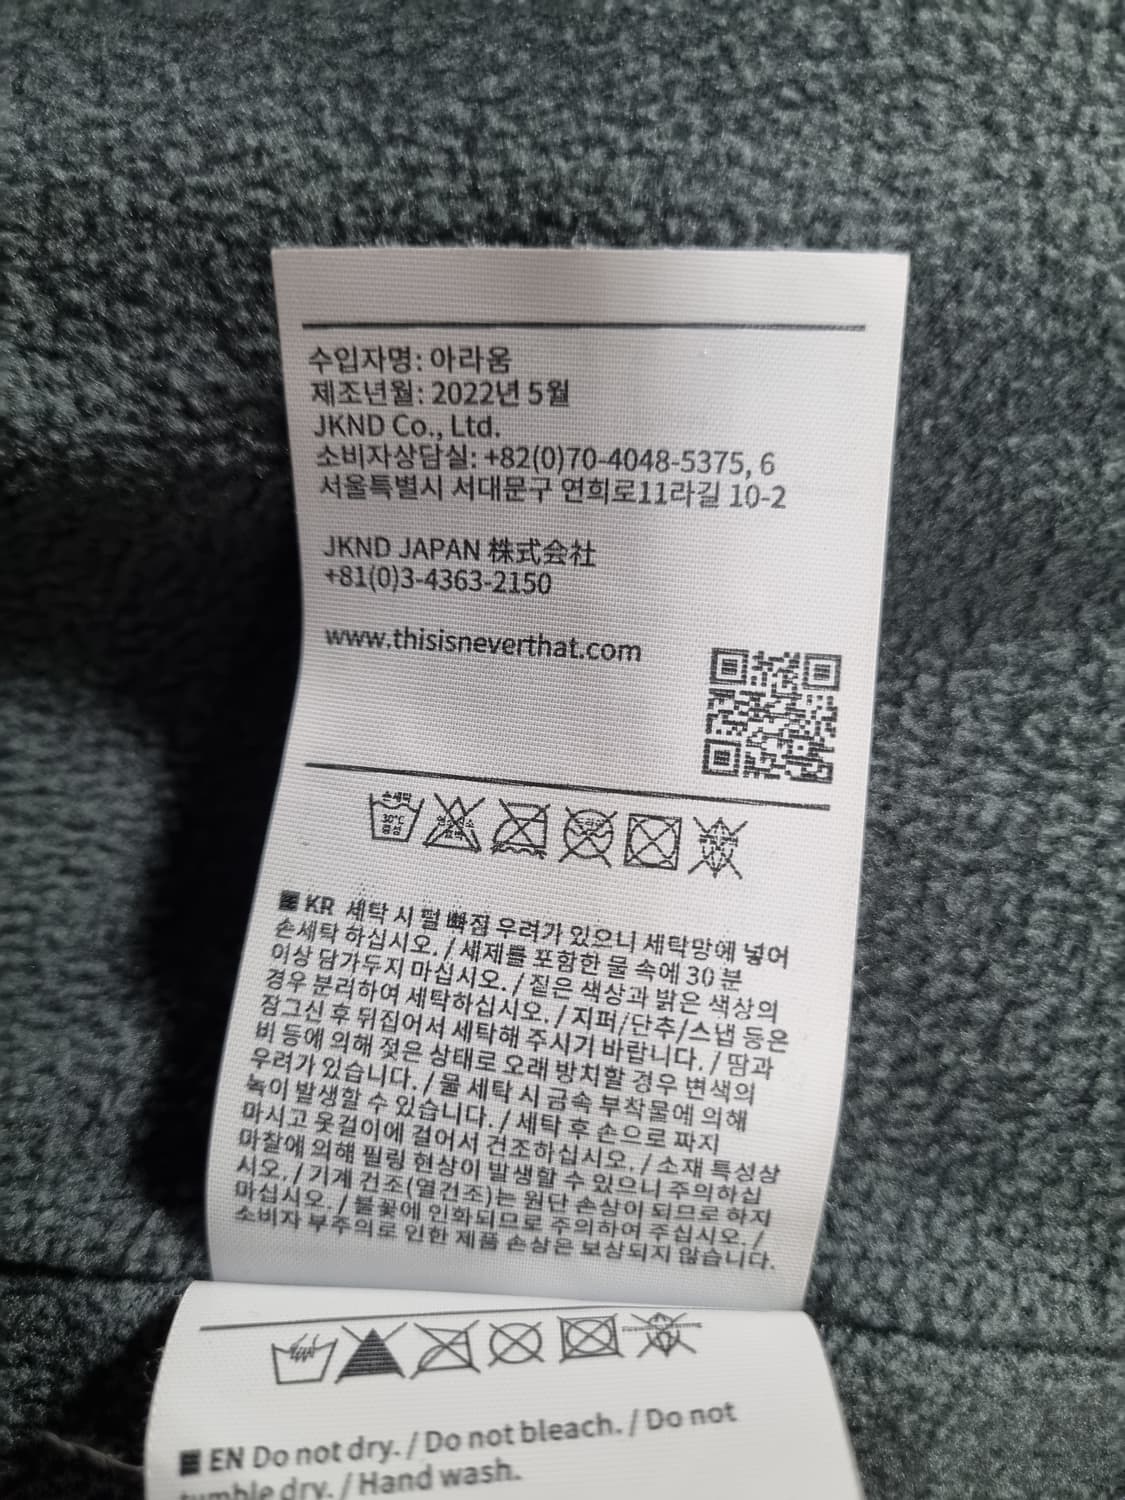 수입자명: 아라움
제조년월: 2022년 5월
JKND Co., Ltd.
소비자상담실: +82(0)70-4048-5375, 6
서울특별시 서대문구 연희로11라길 10-2
JKND JAPAN 株式会社
+81(0)3-4363-2150
www.thisisneverthat.com
손세탁
30°C
중성
KR 세탁 시 털 빠짐 우려가 있으니 세탁망에 넣어
손세탁 하십시오. / 세제를 포함한 물 속에 30 분
이상 담가두지 마십시오. / 짙은 색상과 밝은 색상의
경우 분리하여 세탁하십시오. / 지퍼/단추/스냅 등은
잠그신 후 뒤집어서 세탁해 주시기 바랍니다. / 땀과
비 등에 의해 젖은 상태로 오래 방치할 경우 변색의
우려가 있습니다. / 물 세탁 시 금속 부착물에 의해
녹이 발생할 수 있습니다. / 세탁 후 손으로 짜지
마시고 옷걸이에 걸어서 건조하십시오. / 소재 특성상
마찰에 의해 필링 현상이 발생할 수 있으니 주의하십
시오. / 기계 건조(열건조)는 원단 손상이 되므로 하지
마십시오. / 불꽃에 인화되므로 주의하여 주십시오. /
소비자 부주의로 인한 제품 손상은 보상되지 않습니다.
EN Do not dry. / Do not bleach. / Do not
tumble dry. / Hand wash.